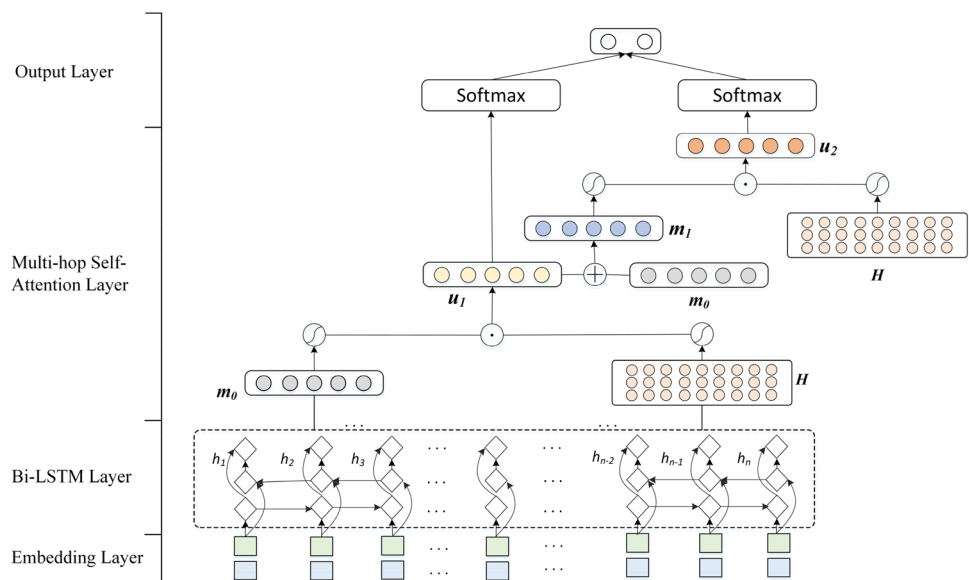 Output Layer
Softmax
Softmax
u2
m1
Multi-hop Self-
Attention Layer
H
u1
m0
m0
H
...
...
h1
h2
h3
...
...
hn-2
hn-1
hn
Bi-LSTM Layer
...
...
...
...
Embedding Layer
...
...
...
...